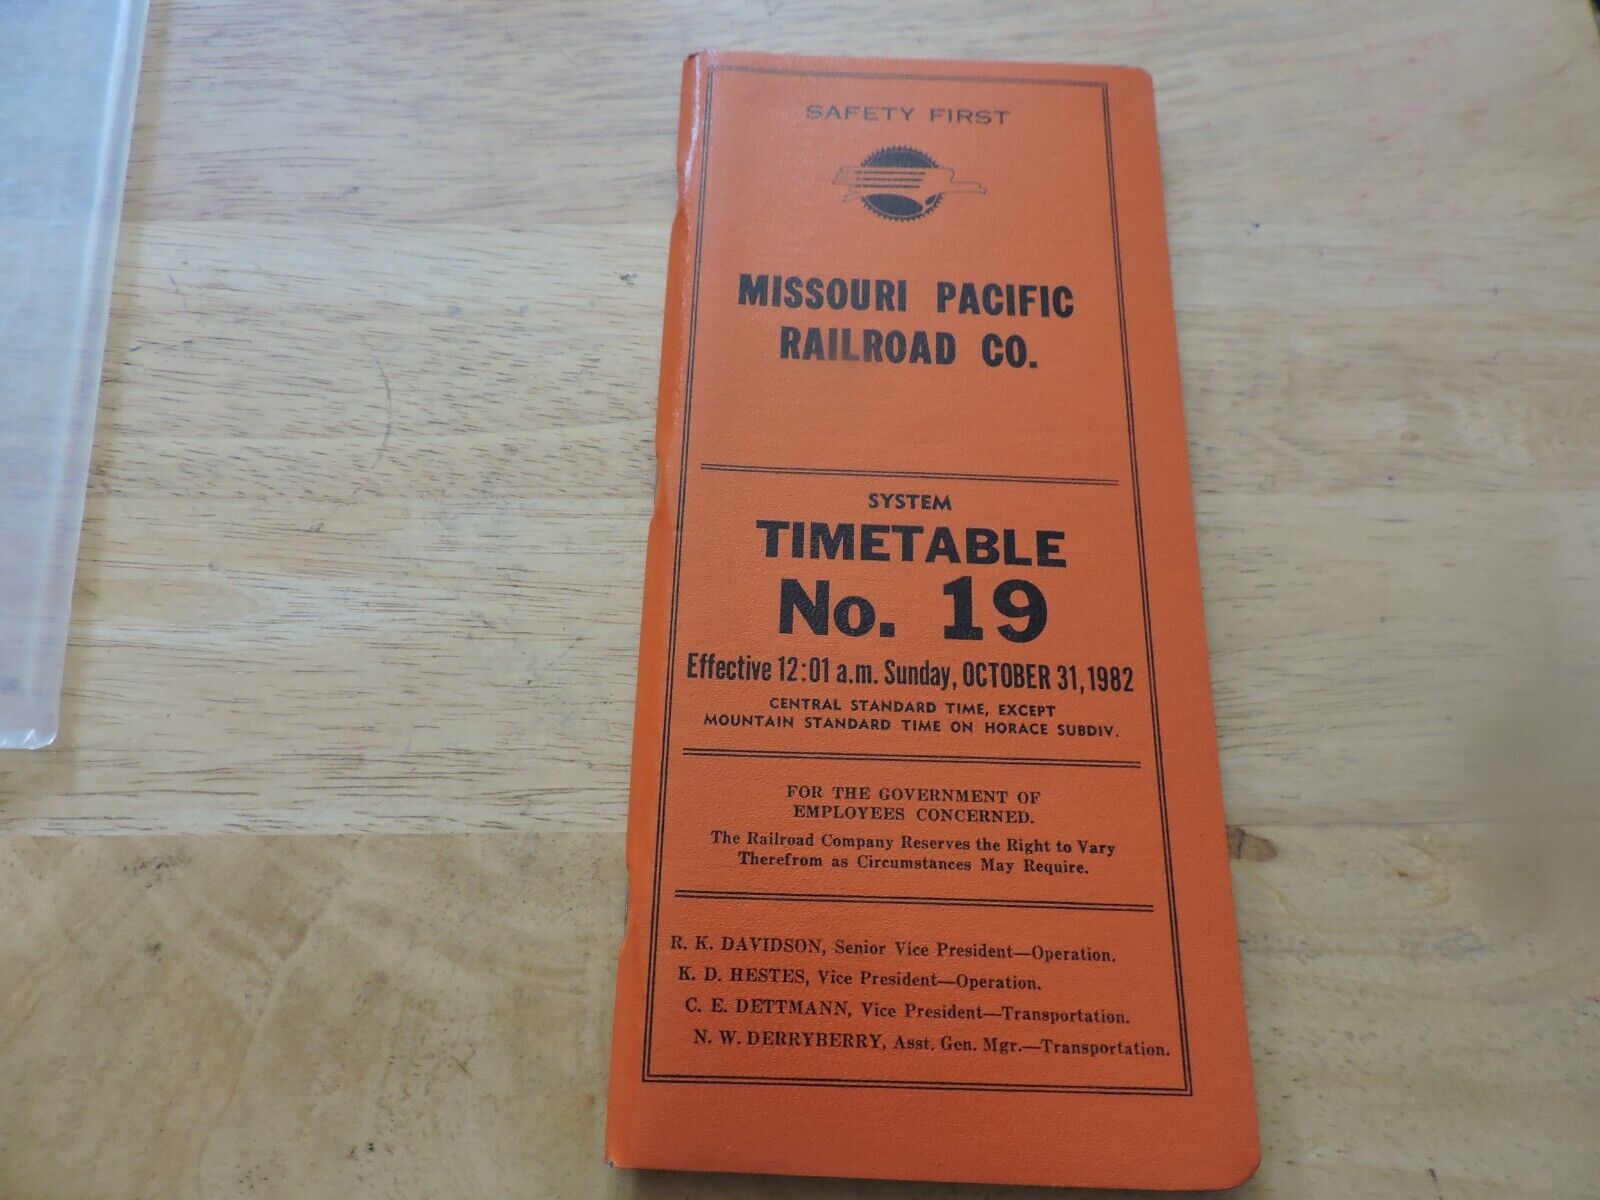 SAFETY FIRST
MISSOURI PACIFIC
RAILROAD CO.
SYSTEM
TIMETABLE
No. 19
Effective 12:01 a.m. Sunday, OCTOBER 31, 1982
CENTRAL STANDARD TIME, EXCEPT
MOUNTAIN STANDARD TIME ON HORACE SUBDIV.
FOR THE GOVERNMENT OF
EMPLOYEES CONCERNED.
The Railroad Company Reserves the Right to Vary
Therefrom as Circumstances May Require.
R. K. DAVIDSON, Senior Vice President—Operation.
K. D. HESTES, Vice President—Operation.
C. E. DETTMANN, Vice President—Transportation.
N. W. DERRYBERRY, Asst. Gen. Mgr.—Transportation.